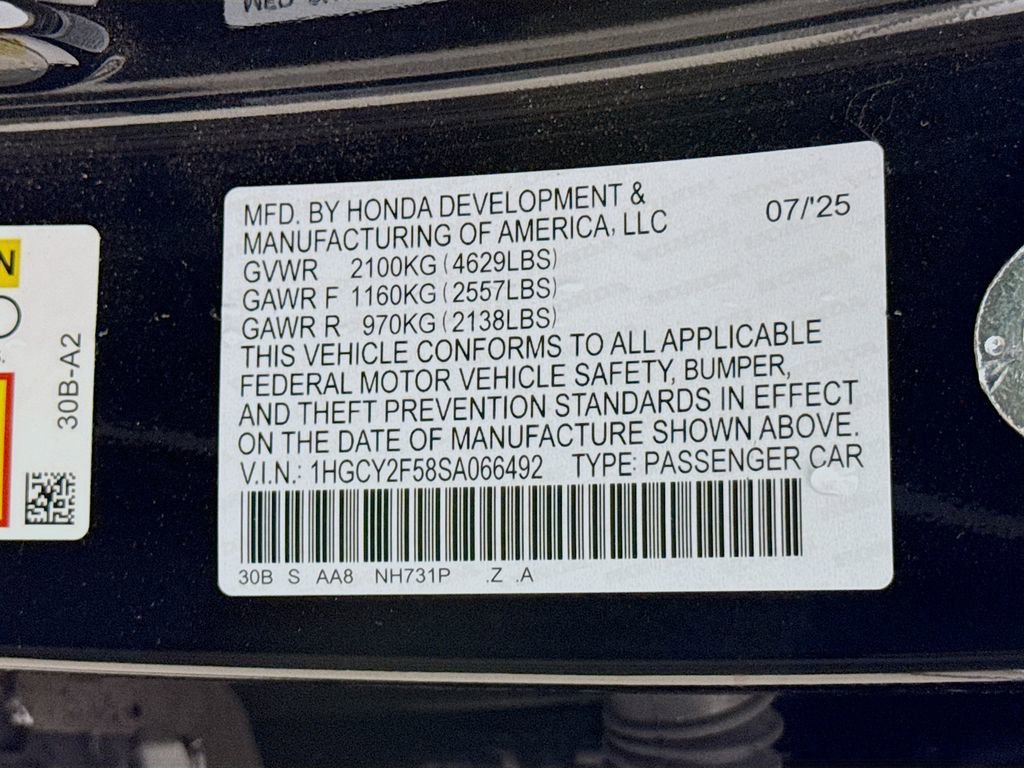 MFD. BY HONDA DEVELOPMENT &
MANUFACTURING OF AMERICA, LLC
07/'25
GVWR 2100KG (4629LBS)
GAWR F 1160KG (2557LBS)
GAWR R 970KG (2138LBS)
THIS VEHICLE CONFORMS TO ALL APPLICABLE
FEDERAL MOTOR VEHICLE SAFETY, BUMPER,
AND THEFT PREVENTION STANDARDS IN EFFECT
ON THE DATE OF MANUFACTURE SHOWN ABOVE.
V.I.N.: 1HGCY2F58SA066492 TYPE: PASSENGER CAR
30B S AA8 NH731P .Z .A
30B-A2